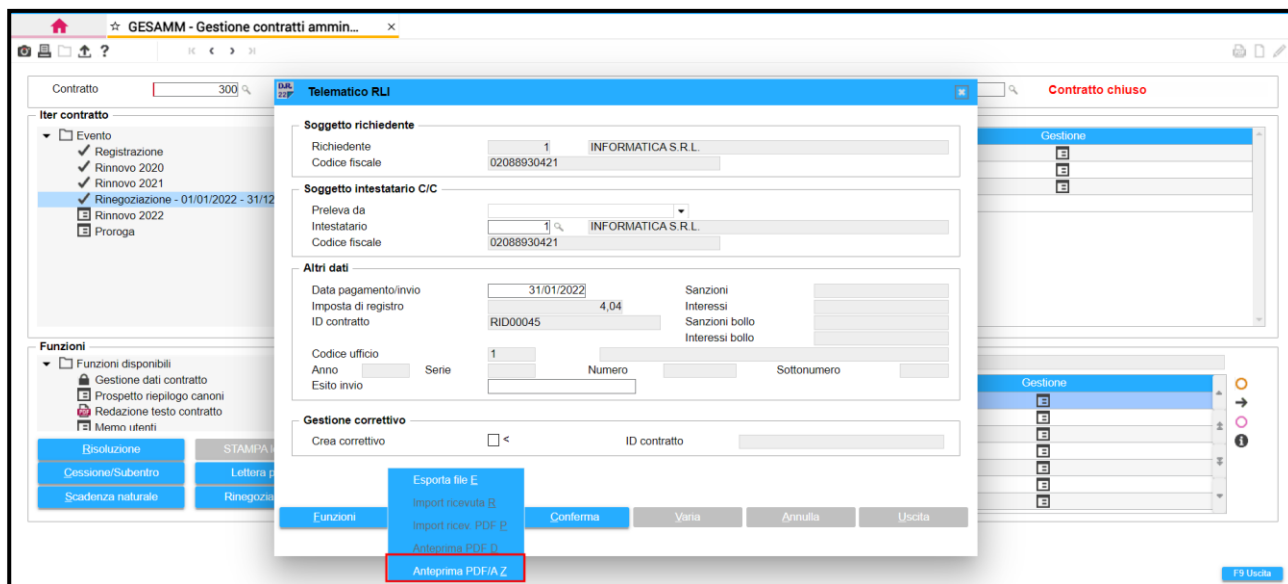 GESAMM - Gestione contratti ammin... ×
?
Contratto 300 Contratto chiuso
Iter contratto
Evento Gestione
Registrazione
Rinnovo 2020
Rinnovo 2021
Rinegoziazione - 01/01/2022 - 31/12
Rinnovo 2022
Proroga
Funzioni
Funzioni disponibili
Gestione dati contratto
Prospetto riepilogo canoni
Redazione testo contratto
Memo utenti
Gestione
Risoluzione STAMPA
Cessione/Subentro Lettera p
Scadenza naturale Rinegozia
Telematico RLI
Soggetto richiedente
Richiedente 1 INFORMATICA S.R.L.
Codice fiscale 02088930421
Soggetto intestatario C/C
Preleva da
Intestatario 1 INFORMATICA S.R.L.
Codice fiscale 02088930421
Altri dati
Data pagamento/invio 31/01/2022 Sanzioni
Imposta di registro 4,04 Interessi
ID contratto RID00045 Sanzioni bollo
Interessi bollo
Codice ufficio 1
Anno Serie Numero Sottonumero
Esito invio
Gestione correttivo
Crea correttivo < ID contratto
Esporta file E
Import ricevuta R
Import ricev. PDF P
Anteprima PDF D
Anteprima PDF/A Z
Funzioni Conferma Varia Annulla Uscita
F9 Uscita